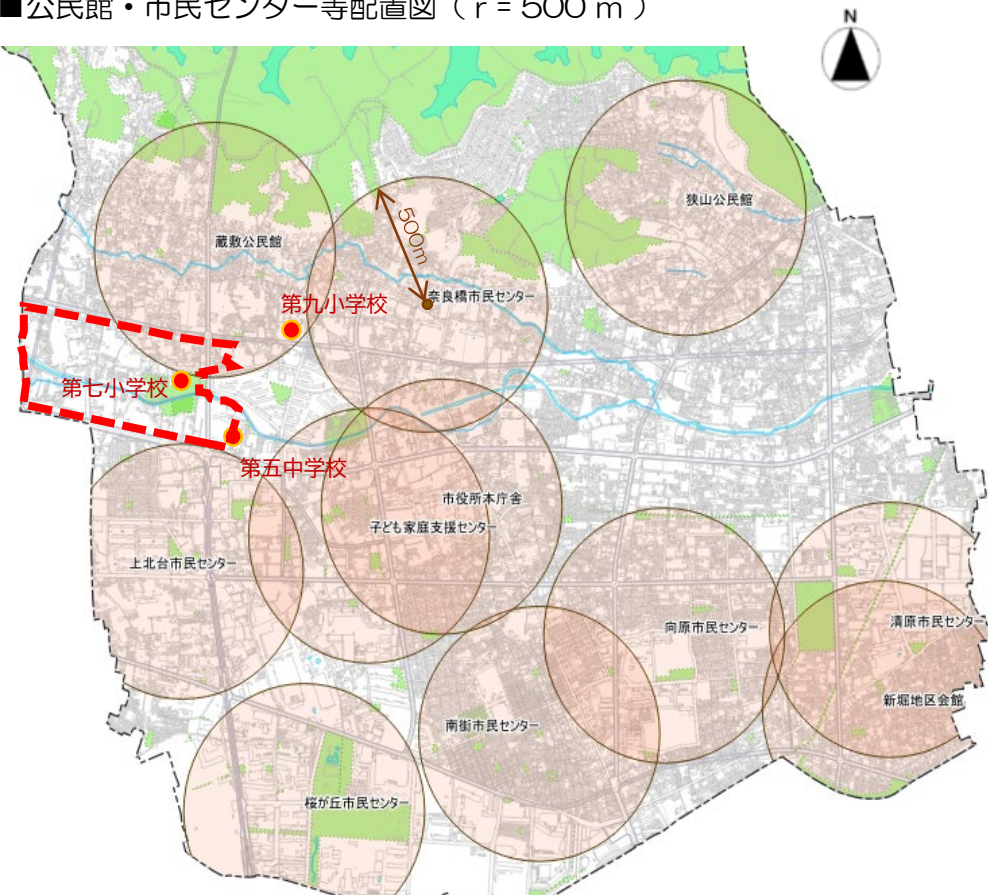 ■公民館・市民センター等配置図（ｒ＝500ｍ）
N
狭山公民館
蔵敷公民館
500m
奈良橋市民センター
第九小学校
第七小学校
第五中学校
市役所本庁舎
子ども家庭支援センター
上北台市民センター
向原市民センター
清原市民センター
新堀地区会館
南街市民センター
桜が丘市民センター